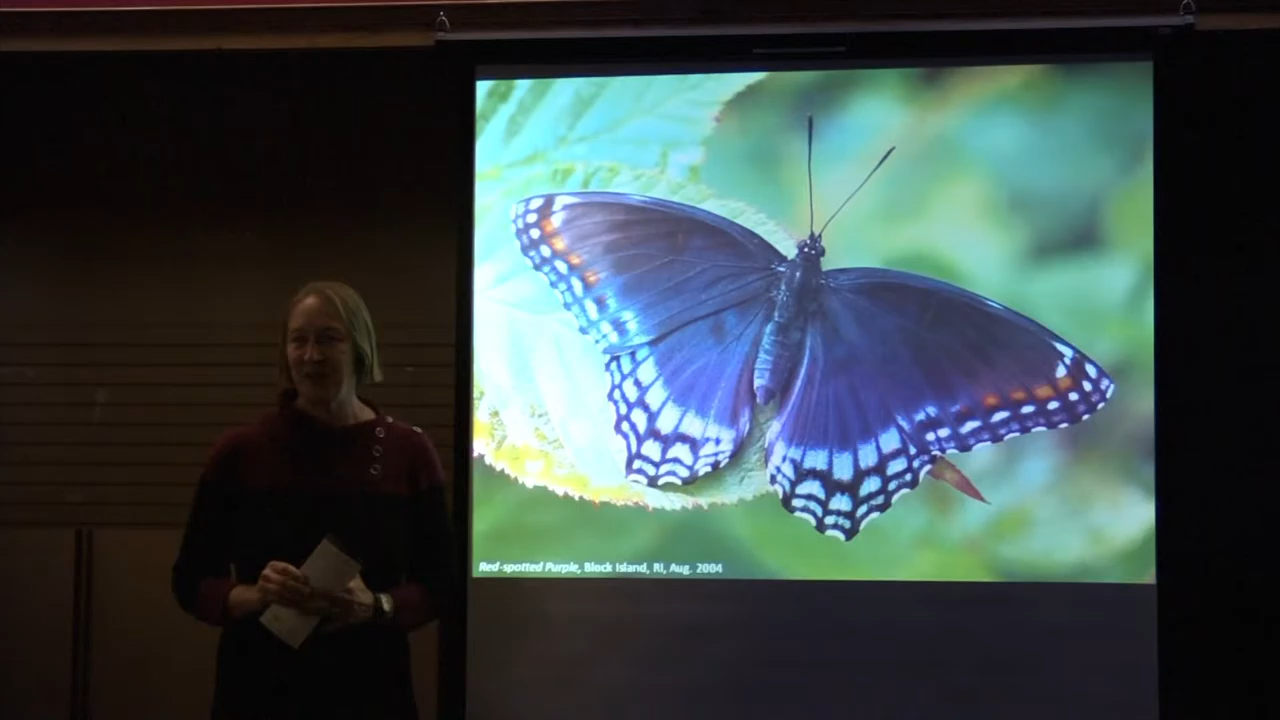 Red-spotted Purple, Block Island, RI, Aug. 2004